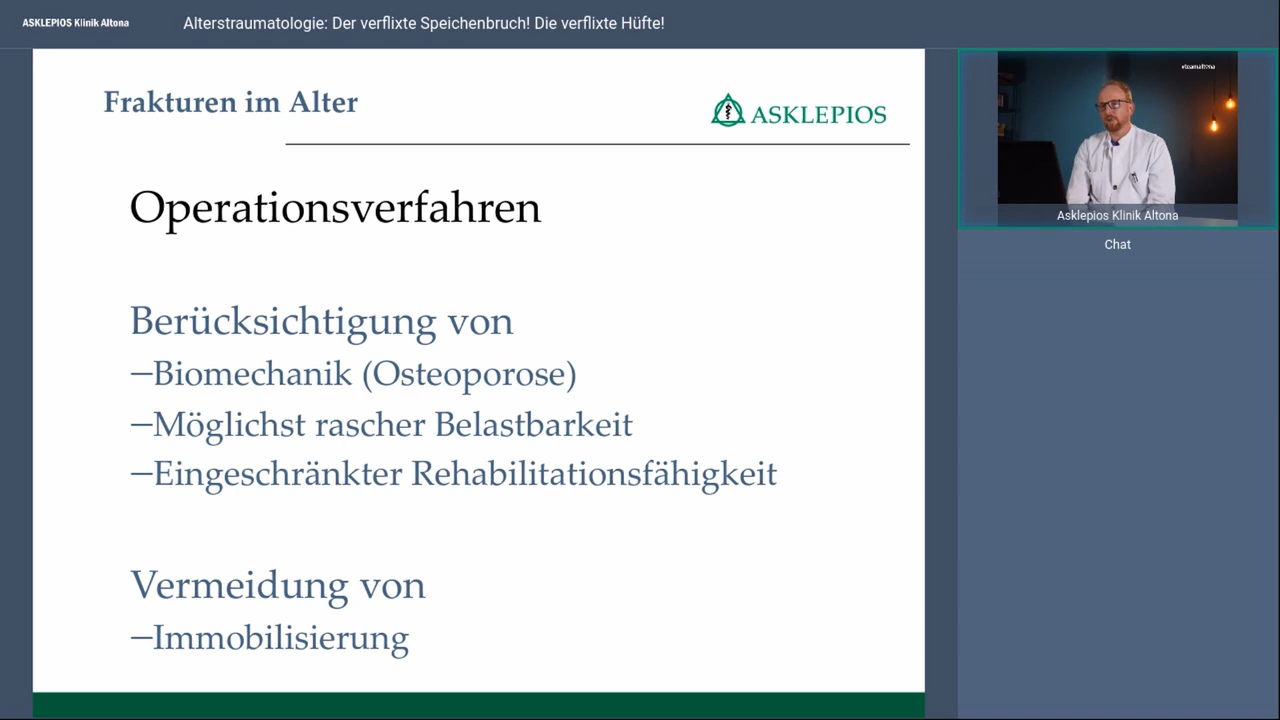 ASKLEPIOS Klinik Altona
Alterstraumatologie: Der verflixte Speichenbruch! Die verflixte Hüfte!
Frakturen im Alter
ASKLEPIOS
Operationsverfahren
Berücksichtigung von
–Biomechanik (Osteoporose)
–Möglichst rascher Belastbarkeit
–Eingeschränkter Rehabilitationsfähigkeit
Vermeidung von
–Immobilisierung
#teamaltona
Asklepios Klinik Altona
Chat